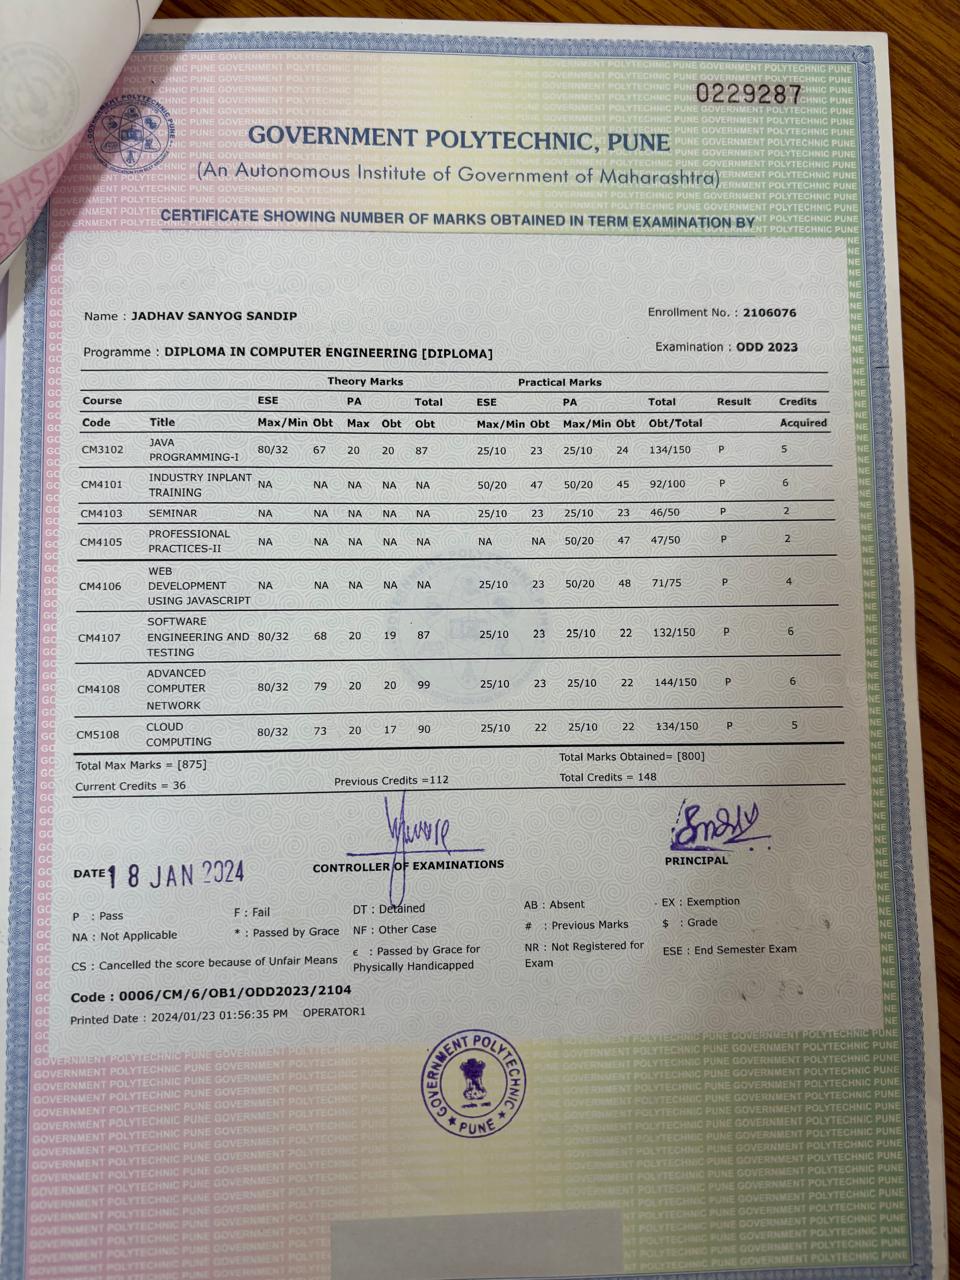 0229287
GOVERNMENT POLYTECHNIC, PUNE
(An Autonomous Institute of Government of Maharashtra)
CERTIFICATE SHOWING NUMBER OF MARKS OBTAINED IN TERM EXAMINATION BY
Name : JADHAV SANYOG SANDIP Enrollment No. : 2106076
Programme : DIPLOMA IN COMPUTER ENGINEERING [DIPLOMA] Examination : ODD 2023
Theory Marks Practical Marks
Course ESE PA Total ESE PA Total Result Credits
Code Title Max/Min Obt Max Obt Obt Max/Min Obt Max/Min Obt Obt/Total Acquired
CM3102 JAVA PROGRAMMING-I 80/32 67 20 20 87 25/10 23 25/10 24 134/150 P 5
CM4101 INDUSTRY INPLANT TRAINING NA NA NA NA NA 50/20 47 50/20 45 92/100 P 6
CM4103 SEMINAR NA NA NA NA NA 25/10 23 25/10 23 46/50 P 2
CM4105 PROFESSIONAL PRACTICES-II NA NA NA NA NA NA NA 50/20 47 47/50 P 2
CM4106 WEB DEVELOPMENT USING JAVASCRIPT NA NA NA NA NA 25/10 23 50/20 48 71/75 P 4
CM4107 SOFTWARE ENGINEERING AND TESTING 80/32 68 20 19 87 25/10 23 25/10 22 132/150 P 6
CM4108 ADVANCED COMPUTER NETWORK 80/32 79 20 20 99 25/10 23 25/10 22 144/150 P 6
CM5108 CLOUD COMPUTING 80/32 73 20 17 90 25/10 22 25/10 22 134/150 P 5
Total Max Marks = [875] Total Marks Obtained= [800]
Current Credits = 36 Previous Credits =112 Total Credits = 148
DATE 18 JAN 2024 CONTROLLER OF EXAMINATIONS PRINCIPAL
P : Pass F : Fail DT : Detained AB : Absent EX : Exemption
NA : Not Applicable * : Passed by Grace NF : Other Case # : Previous Marks $ : Grade
CS : Cancelled the score because of Unfair Means € : Passed by Grace for Physically Handicapped NR : Not Registered for Exam ESE : End Semester Exam
Code : 0006/CM/6/OB1/ODD2023/2104
Printed Date : 2024/01/23 01:56:35 PM OPERATOR1
GOVERNMENT POLYTECHNIC
★ PUNE ★